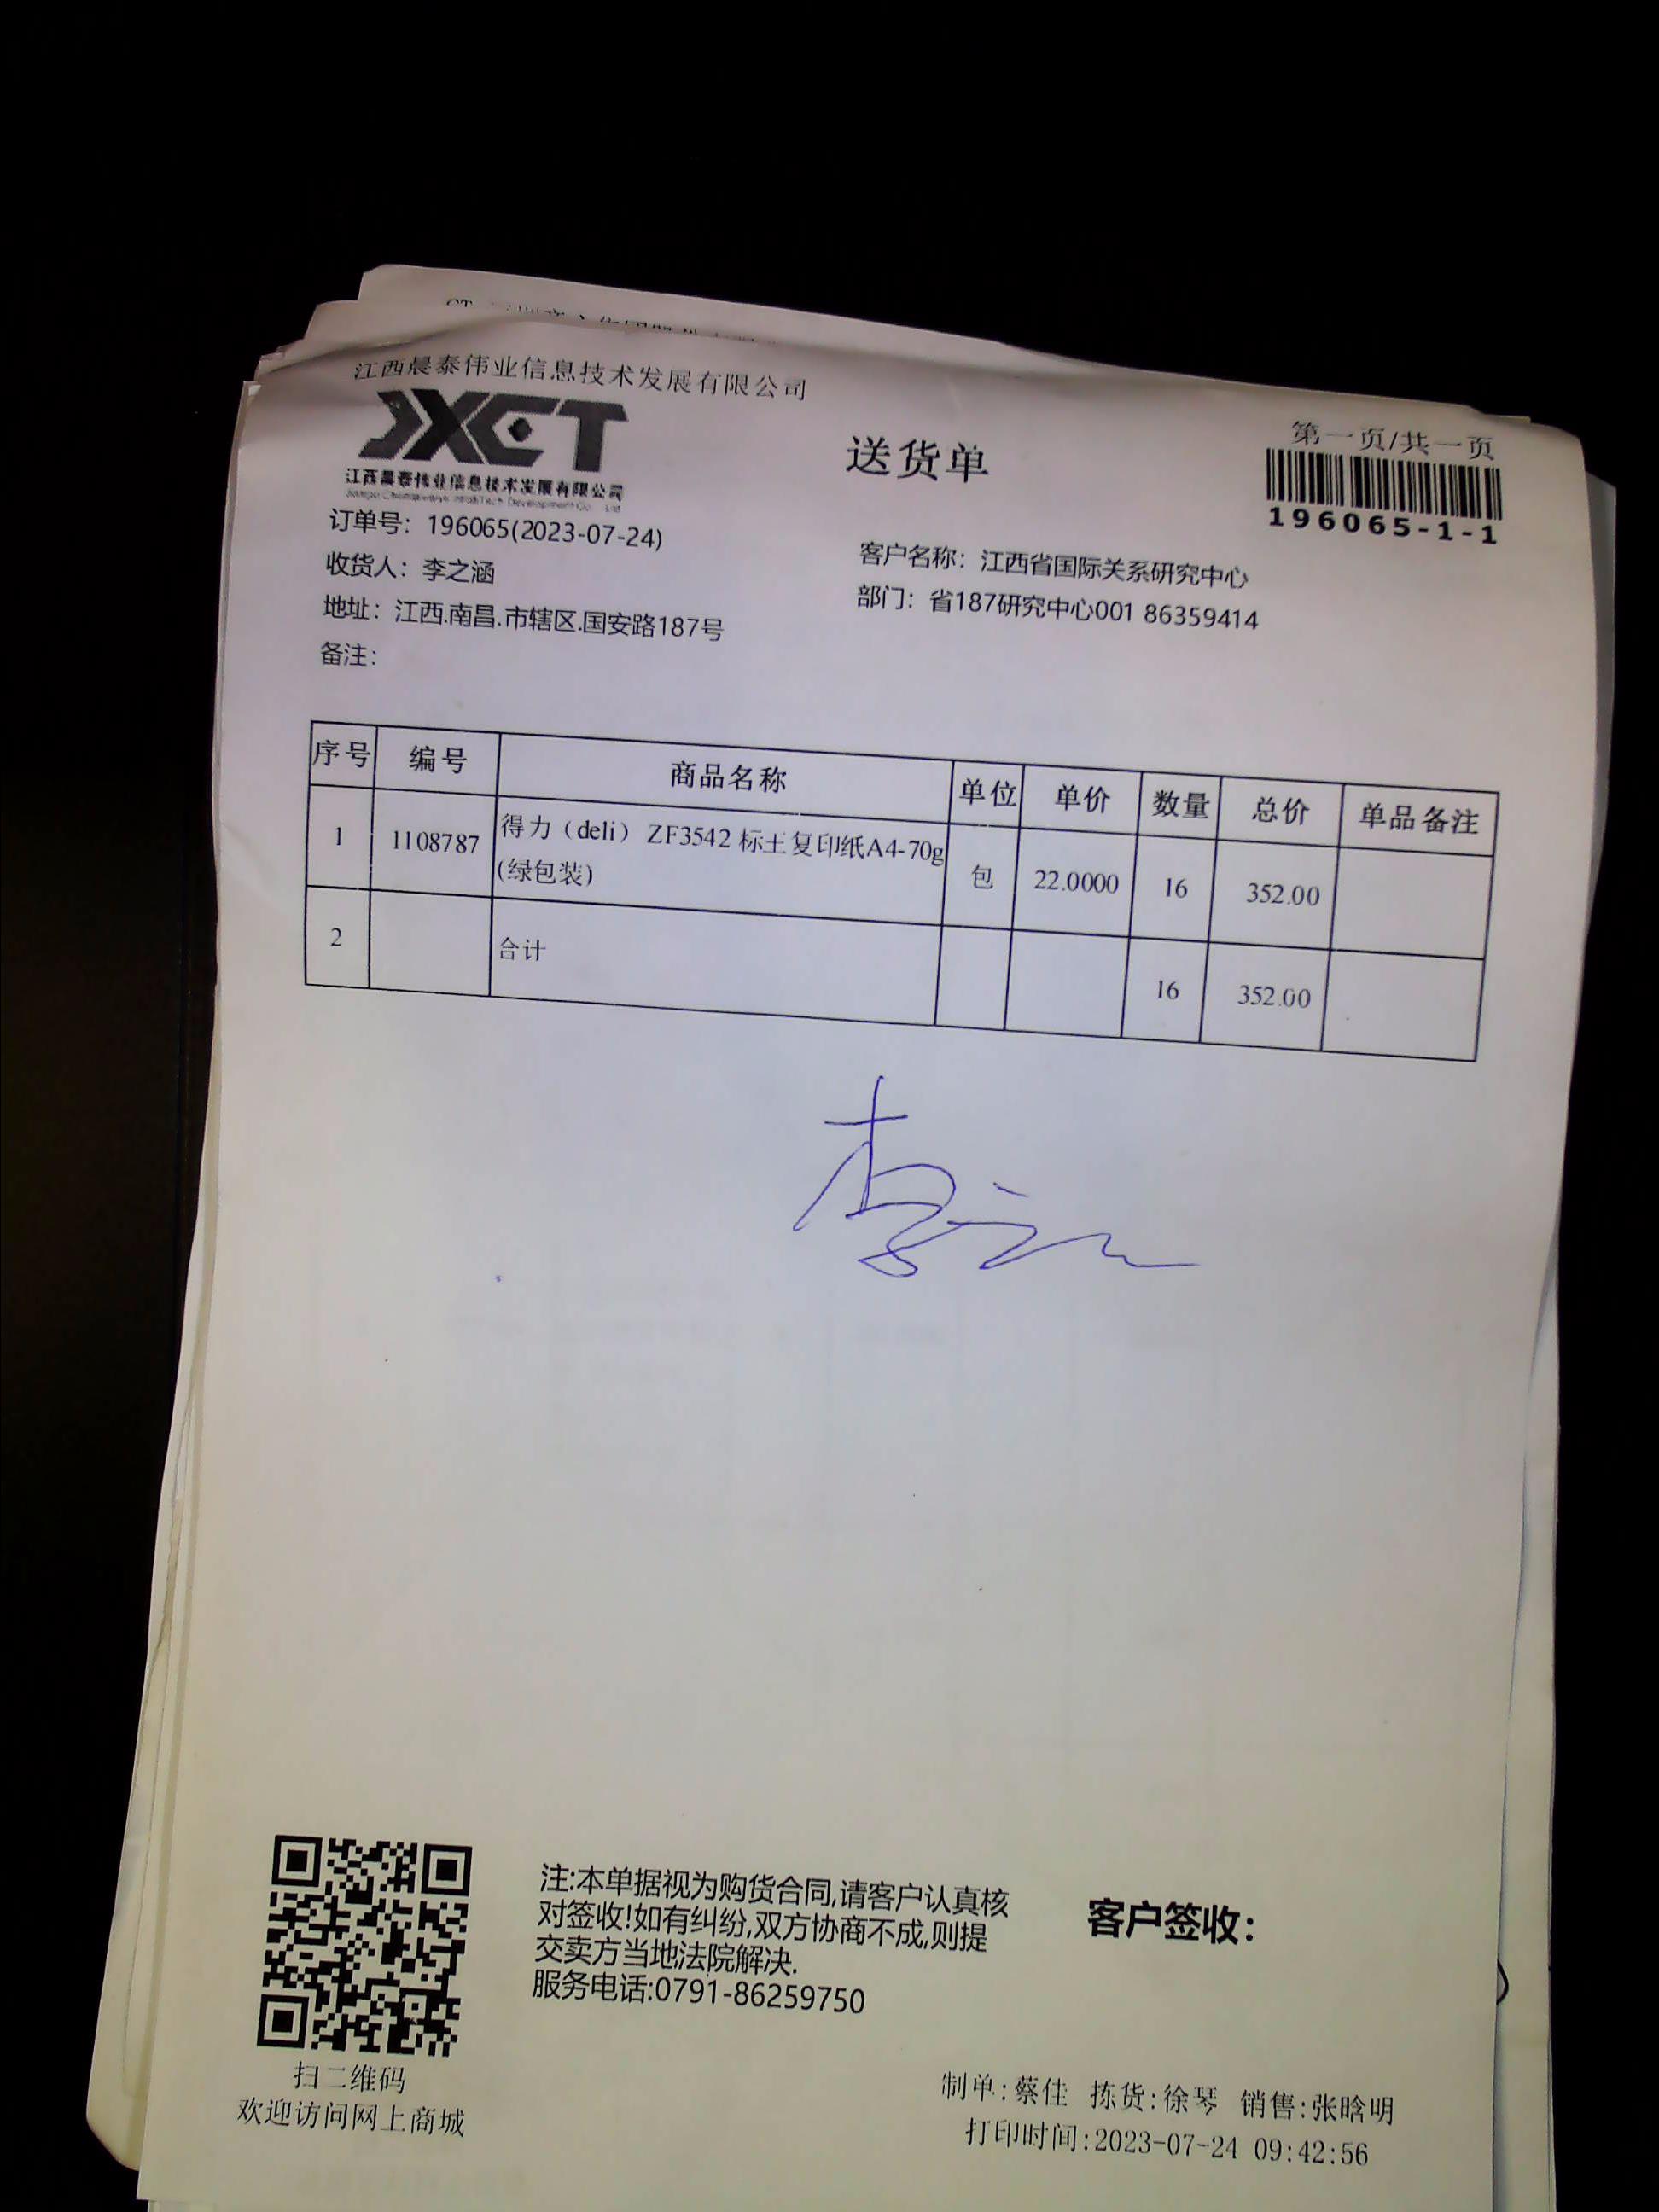 江西晨泰伟业信息技术发展有限公司
JXCT
江西晨泰伟业信息技术发展有限公司
送货单
第一页/共一页
196065-1-1
订单号：196065(2023-07-24)
收货人：李之涵
客户名称：江西省国际关系研究中心
地址：江西.南昌.市辖区.国安路187号
部门：省187研究中心001 86359414
备注：
序号 编号 商品名称 单位 单价 数量 总价 单品备注
1 1108787 得力（deli）ZF3542 标王复印纸A4-70g
(绿包装) 包 22.0000 16 352.00
2 合计 16 352.00
李之
注:本单据视为购货合同,请客户认真核
对签收!如有纠纷,双方协商不成,则提
交卖方当地法院解决.
服务电话:0791-86259750
客户签收：
扫二维码
欢迎访问网上商城
制单:蔡佳 拣货:徐琴 销售:张晗明
打印时间:2023-07-24 09:42:56